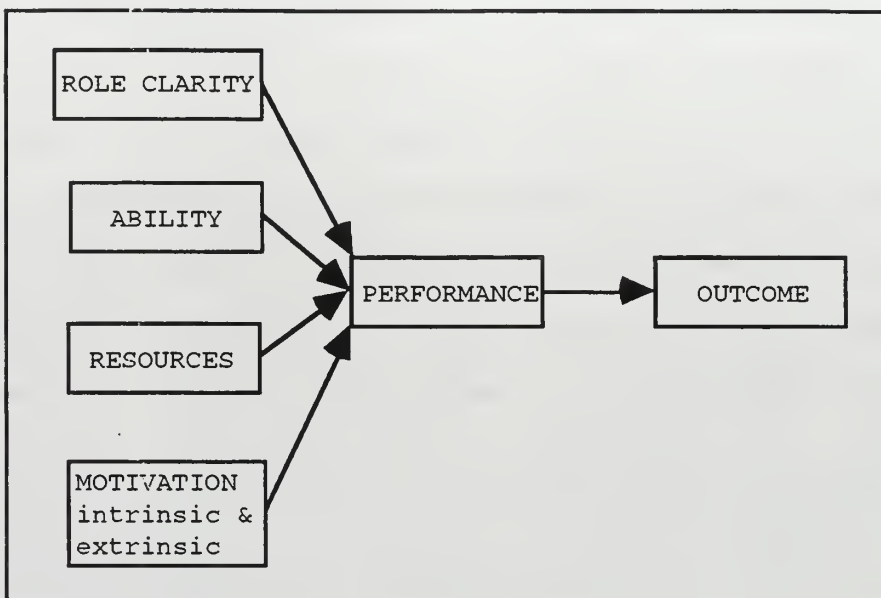 ROLE CLARITY
ABILITY
RESOURCES
MOTIVATION
intrinsic &
extrinsic
PERFORMANCE
OUTCOME